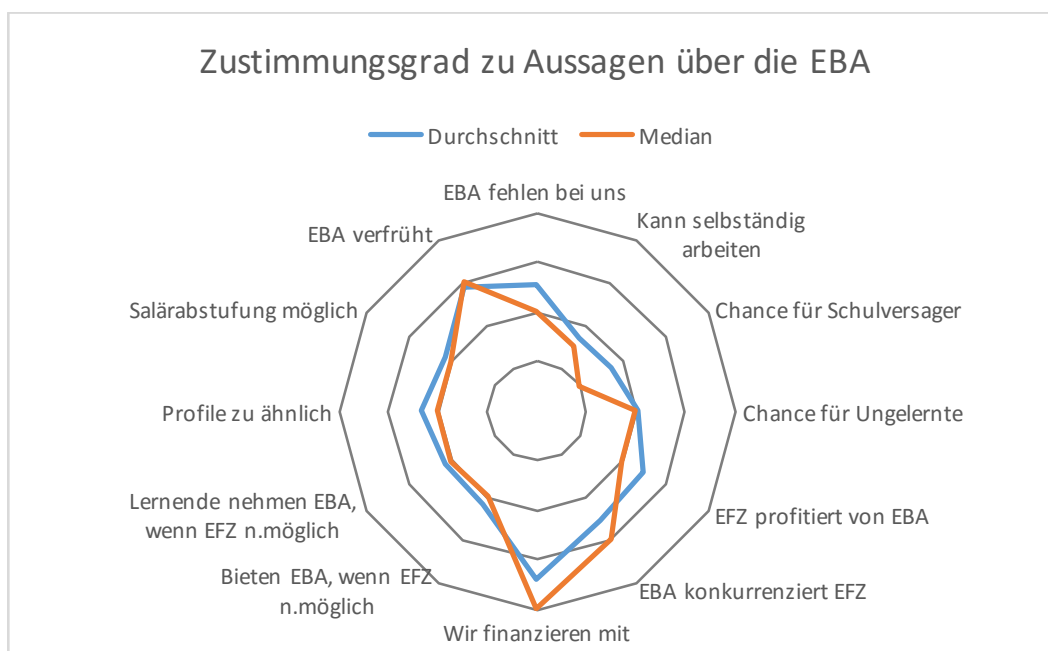 Zustimmungsgrad zu Aussagen über die EBA
Durchschnitt
Median
EBA fehlen bei uns
Kann selbständig
arbeiten
Chance für Schulversager
Chance für Ungelernte
EFZ profitiert von EBA
EBA konkurrenziert EFZ
Wir finanzieren mit
Bieten EBA, wenn EFZ
n.möglich
Lernende nehmen EBA,
wenn EFZ n.möglich
Profile zu ähnlich
Salärabstufung möglich
EBA verfrüht